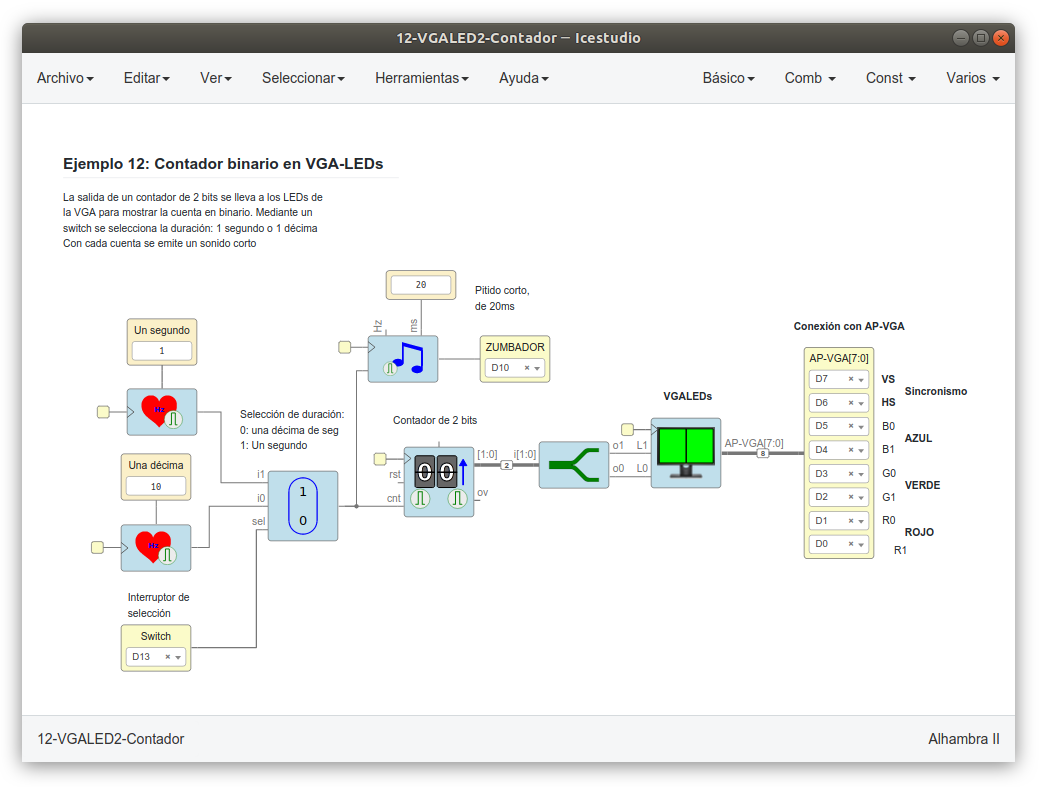 12-VGALED2-Contador — Icestudio
Archivo Editar Ver Seleccionar Herramientas Ayuda Básico Comb Const Varios
Ejemplo 12: Contador binario en VGA-LEDs
La salida de un contador de 2 bits se lleva a los LEDs de
la VGA para mostrar la cuenta en binario. Mediante un
switch se selecciona la duración: 1 segundo o 1 décima
Con cada cuenta se emite un sonido corto
20
Pitido corto,
de 20ms
Hz
ms
ZUMBADOR
D10
Un segundo
1
Hz
Una décima
10
Hz
Selección de duración:
0: una décima de seg
1: Un segundo
i1
i0
sel
1
0
Interruptor de
selección
Switch
D13
Contador de 2 bits
rst
cnt
00
[1:0]
ov
2
i[1:0]
o1
o0
VGALEDs
L1
L0
AP-VGA[7:0]
8
Conexión con AP-VGA
AP-VGA[7:0]
D7 VS
Sincronismo
D6 HS
D5 B0
AZUL
D4 B1
D3 G0
VERDE
D2 G1
D1 R0
ROJO
D0 R1
12-VGALED2-Contador
Alhambra II